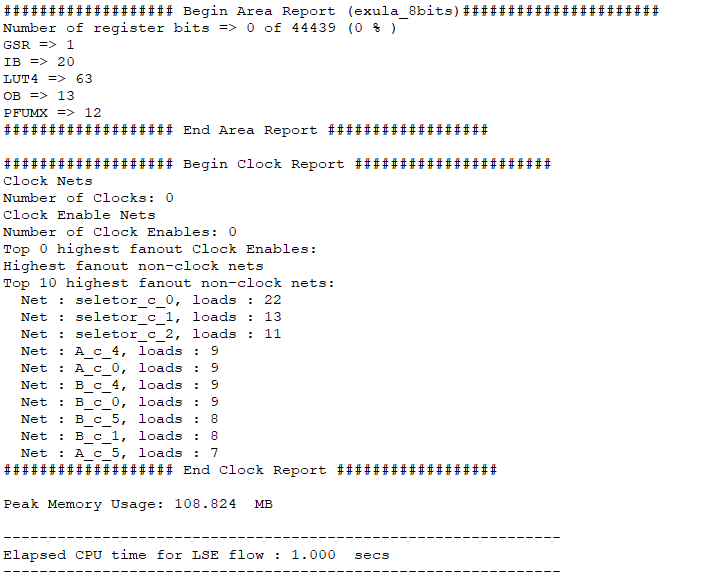 ################### Begin Area Report (exula_8bits)######################
Number of register bits => 0 of 44439 (0 % )
GSR => 1
IB => 20
LUT4 => 63
OB => 13
PFUMX => 12
################### End Area Report ##################
################### Begin Clock Report ######################
Clock Nets
Number of Clocks: 0
Clock Enable Nets
Number of Clock Enables: 0
Top 0 highest fanout Clock Enables:
Highest fanout non-clock nets
Top 10 highest fanout non-clock nets:
  Net : seletor_c_0, loads : 22
  Net : seletor_c_1, loads : 13
  Net : seletor_c_2, loads : 11
  Net : A_c_4, loads : 9
  Net : A_c_0, loads : 9
  Net : B_c_4, loads : 9
  Net : B_c_0, loads : 9
  Net : B_c_5, loads : 8
  Net : B_c_1, loads : 8
  Net : A_c_5, loads : 7
################### End Clock Report ##################
Peak Memory Usage: 108.824  MB
--------------------------------------------------------------
Elapsed CPU time for LSE flow : 1.000  secs
--------------------------------------------------------------